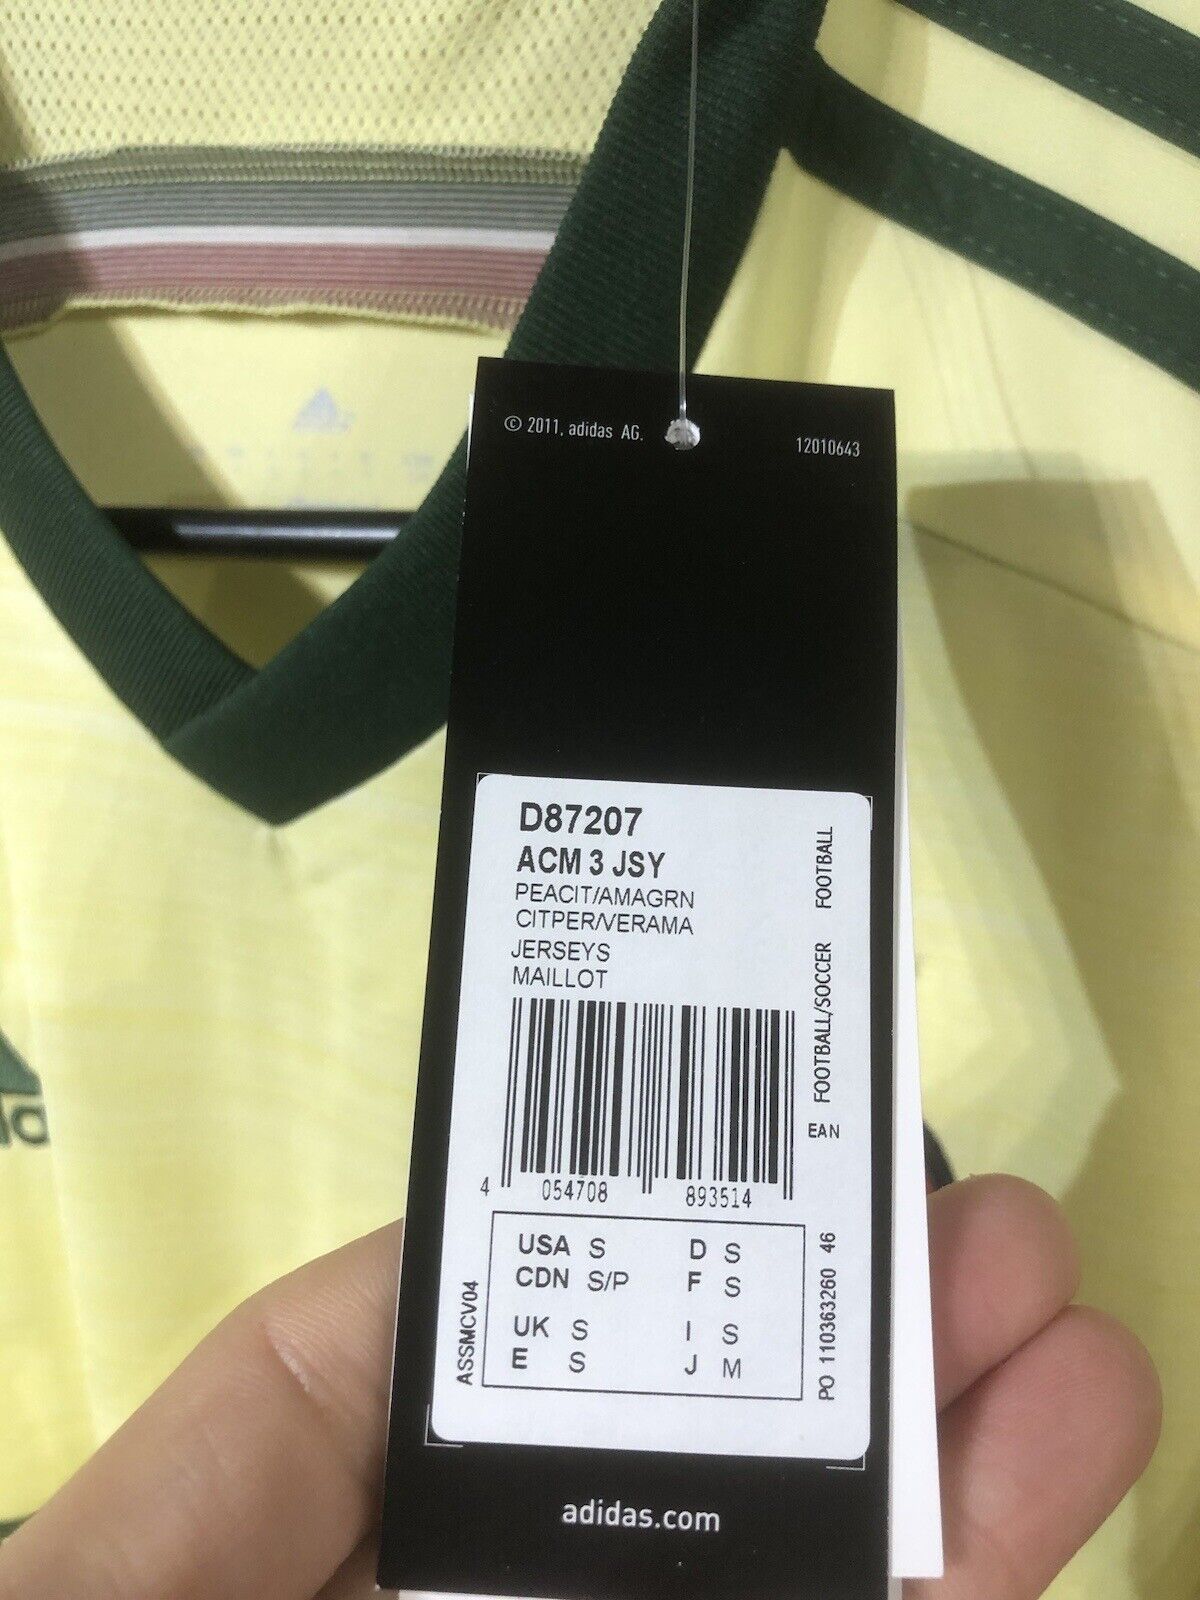 © 2011, adidas AG.
12010643
D87207
ACM 3 JSY
PEACIT/AMAGRN
CITPER/VERAMA
JERSEYS
MAILLOT
FOOTBALL/SOCCER FOOTBALL
EAN
4 054708 893514
USA S D S
CDN S/P F S
UK S I S
E S J M
ASSMCV04
PO 110363260 46
adidas.com